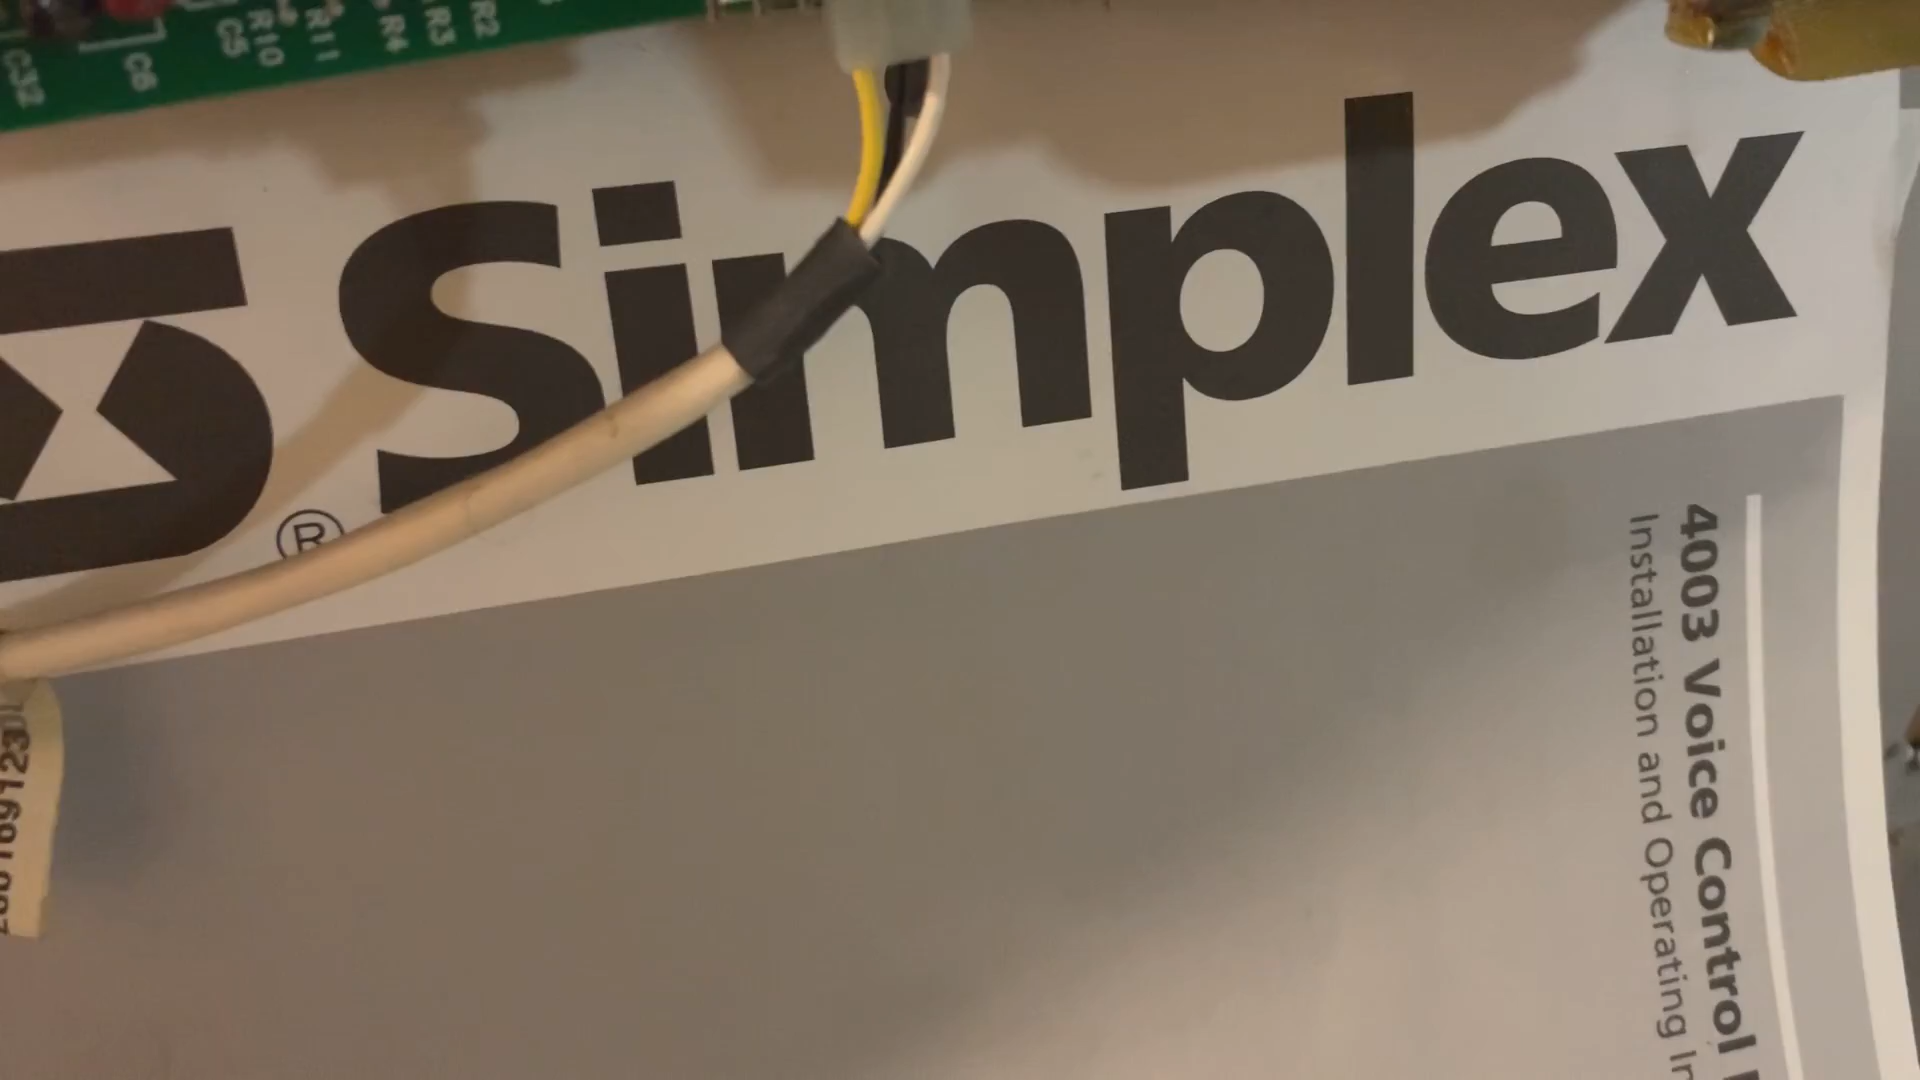 C32
C6
C5
R10
R11
R4
R3
R2
Simplex
®
4003 Voice Control
Installation and Operating